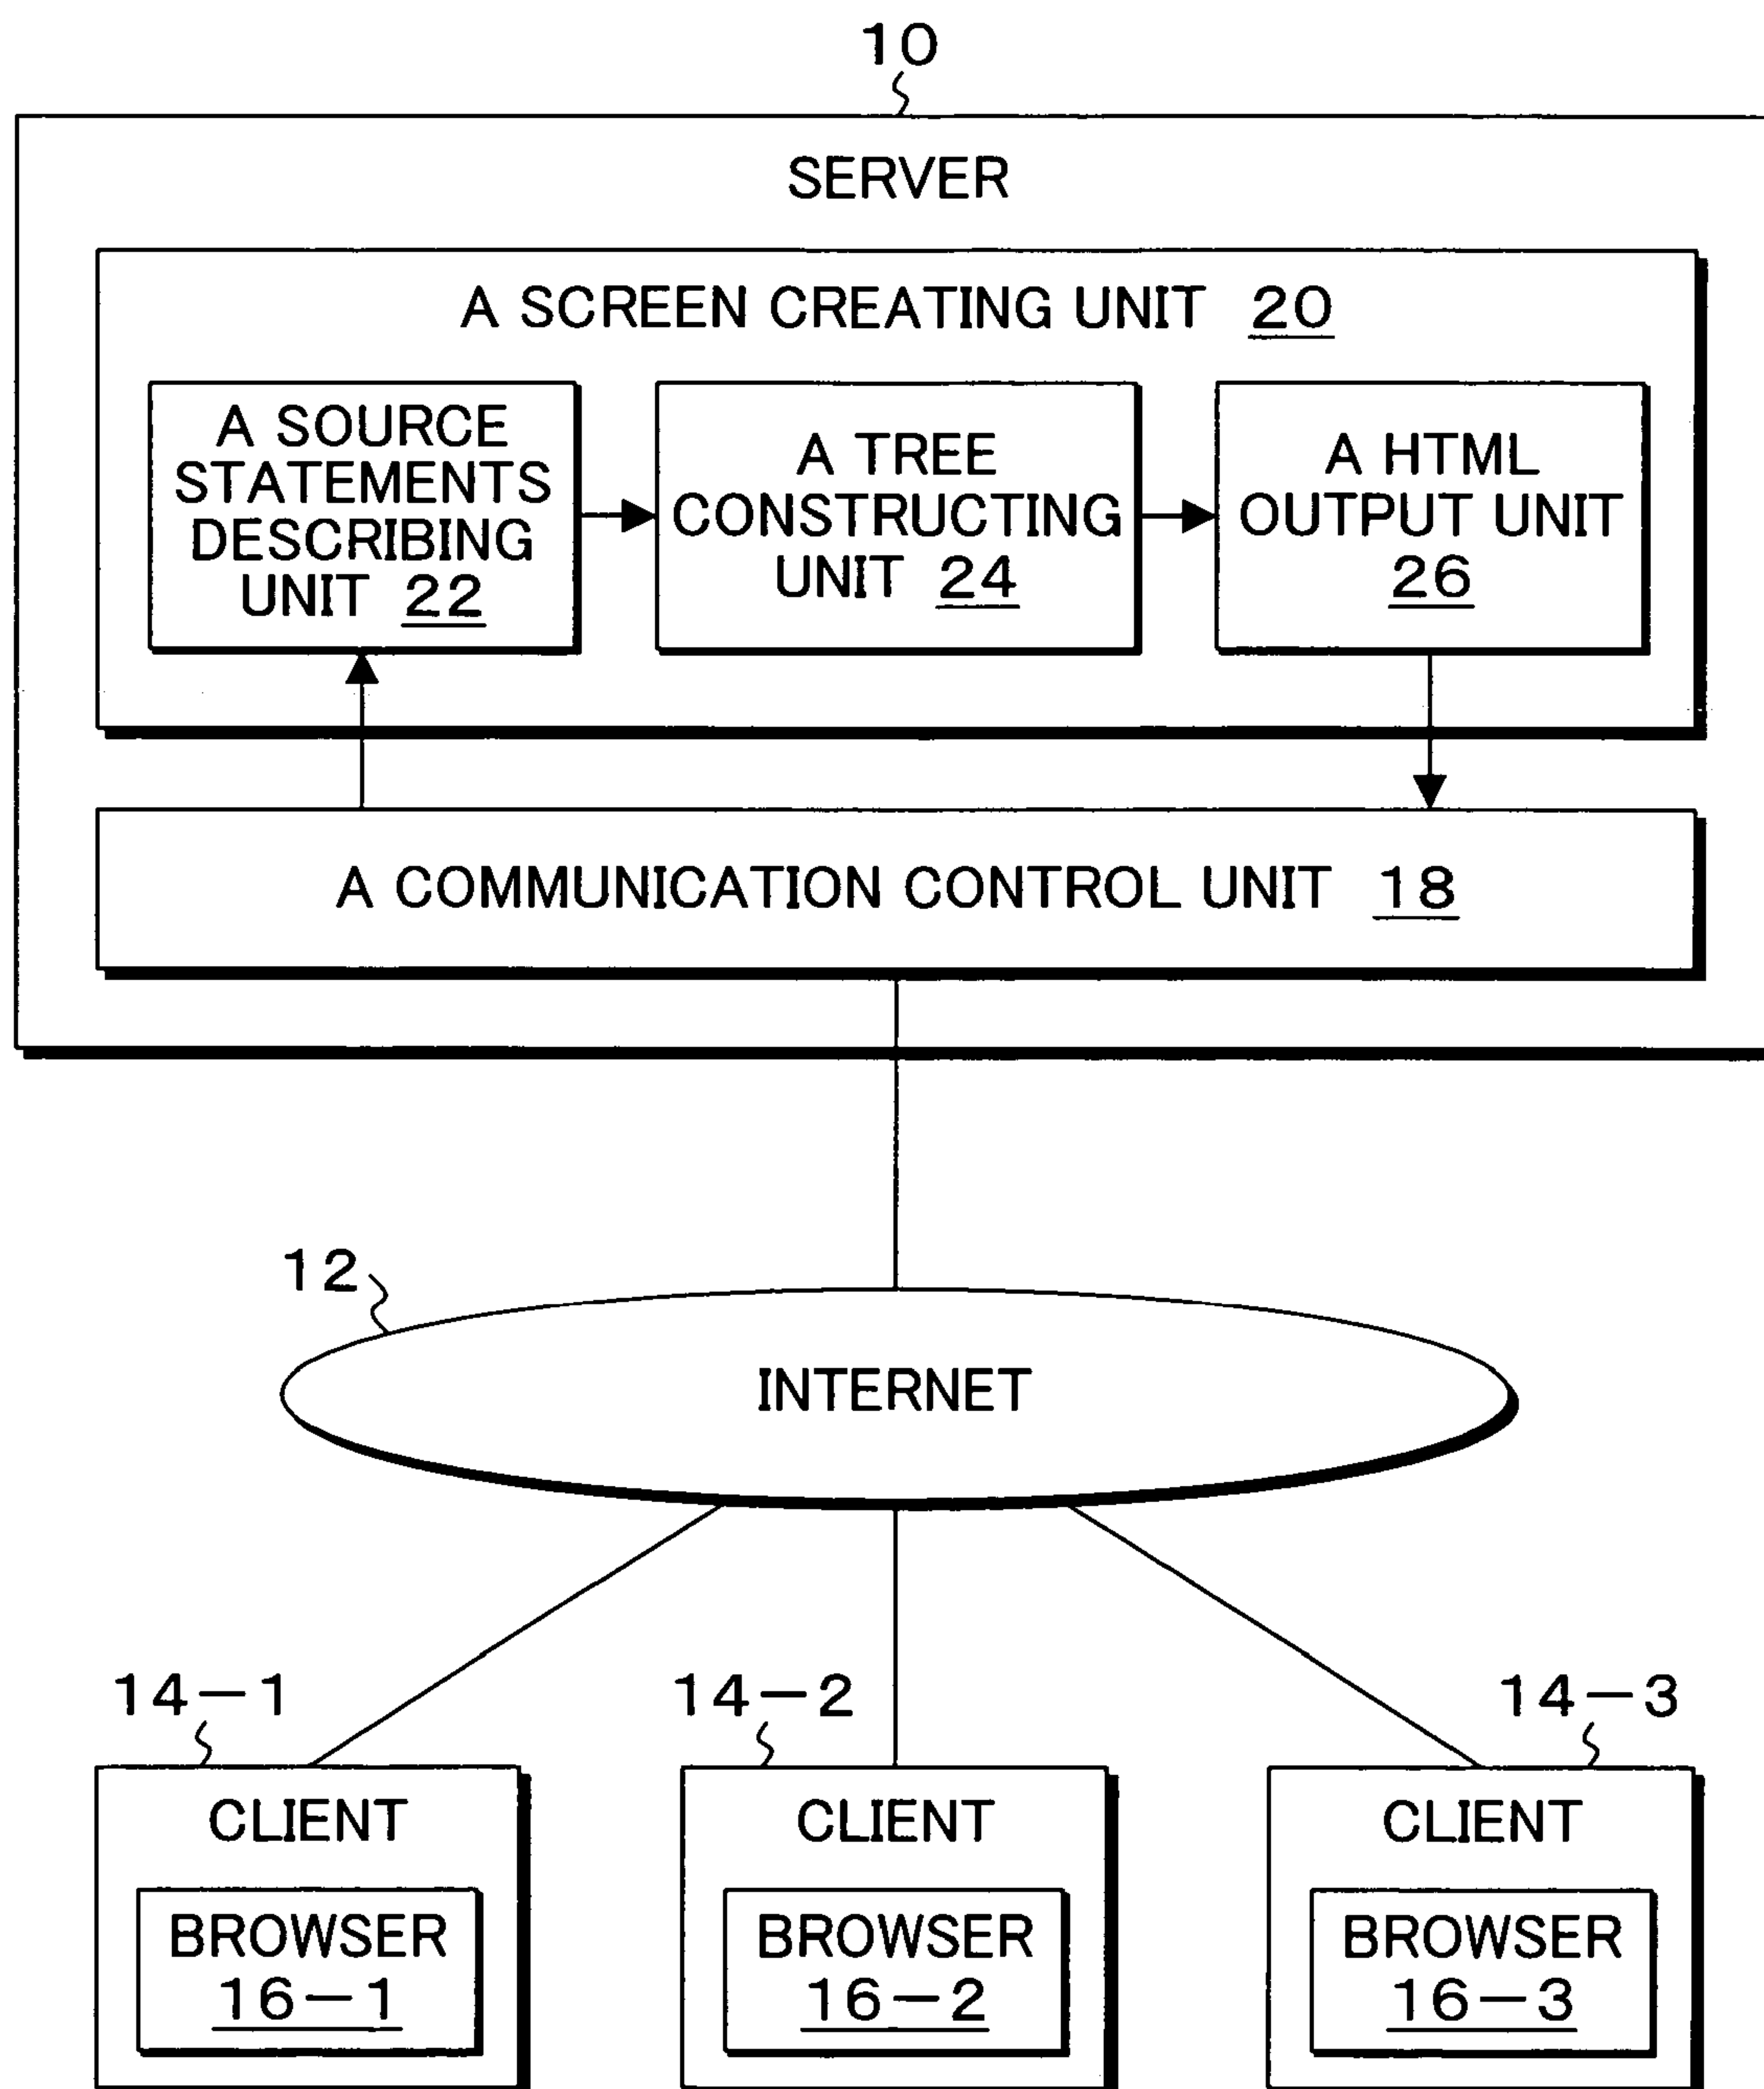 10
SERVER
A SCREEN CREATING UNIT 20
A SOURCE
STATEMENTS
DESCRIBING
UNIT 22
A TREE
CONSTRUCTING
UNIT 24
A HTML
OUTPUT UNIT
26
A COMMUNICATION CONTROL UNIT 18
12
INTERNET
14-1
14-2
14-3
CLIENT
BROWSER
16-1
CLIENT
BROWSER
16-2
CLIENT
BROWSER
16-3